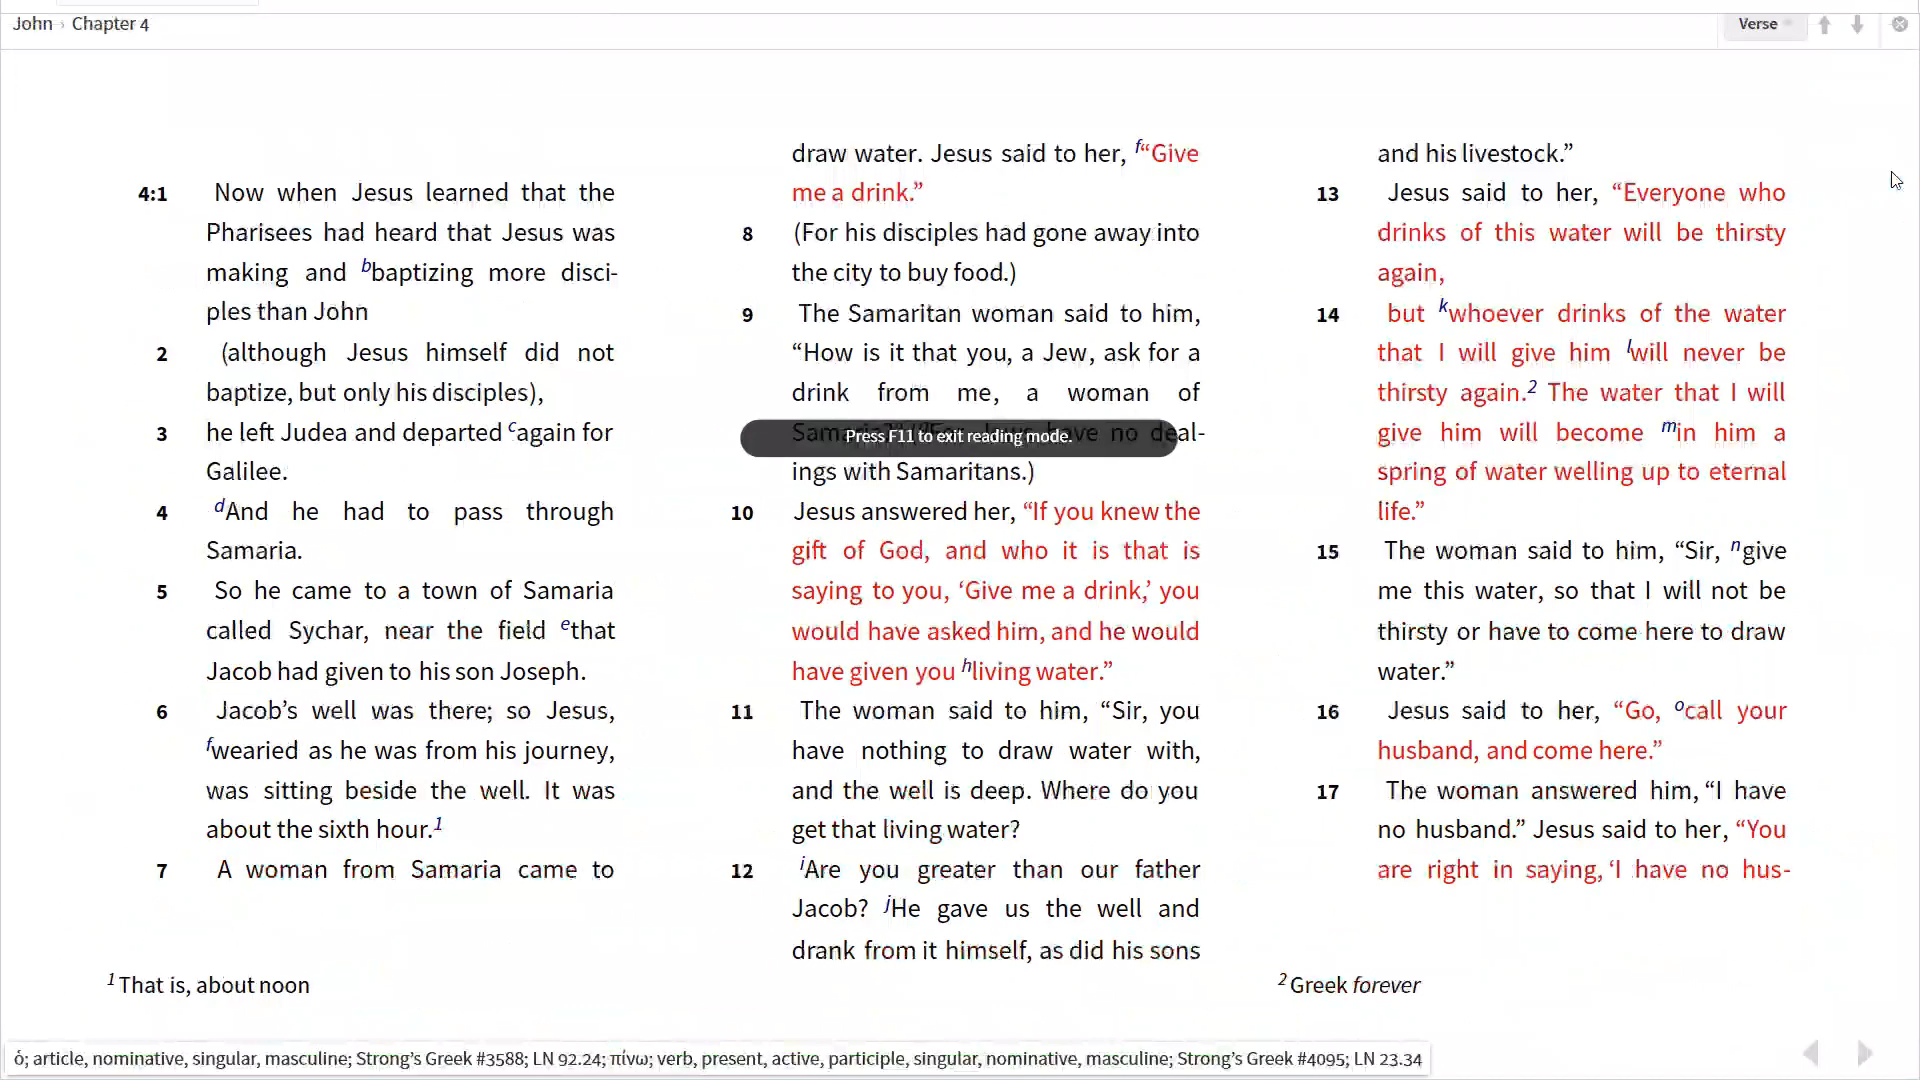 John › Chapter 4
Verse
4:1 Now when Jesus learned that the
Pharisees had heard that Jesus was
making and bbaptizing more disci-
ples than John
2 (although Jesus himself did not
baptize, but only his disciples),
3 he left Judea and departed cagain for
Galilee.
4 dAnd he had to pass through
Samaria.
5 So he came to a town of Samaria
called Sychar, near the field ethat
Jacob had given to his son Joseph.
6 Jacob’s well was there; so Jesus,
fwearied as he was from his journey,
was sitting beside the well. It was
about the sixth hour.1
7 A woman from Samaria came to
1 That is, about noon
draw water. Jesus said to her, f“Give
me a drink.”
8 (For his disciples had gone away into
the city to buy food.)
9 The Samaritan woman said to him,
“How is it that you, a Jew, ask for a
drink from me, a woman of
have no deal-
Press F11 to exit reading mode.
ings with Samaritans.)
10 Jesus answered her, “If you knew the
gift of God, and who it is that is
saying to you, ‘Give me a drink,’ you
would have asked him, and he would
have given you hliving water.”
11 The woman said to him, “Sir, you
have nothing to draw water with,
and the well is deep. Where do you
get that living water?
12 iAre you greater than our father
Jacob? jHe gave us the well and
drank from it himself, as did his sons
and his livestock.”
13 Jesus said to her, “Everyone who
drinks of this water will be thirsty
again,
14 but kwhoever drinks of the water
that I will give him lwill never be
thirsty again.2 The water that I will
give him will become min him a
spring of water welling up to eternal
life.”
15 The woman said to him, “Sir, ngive
me this water, so that I will not be
thirsty or have to come here to draw
water.”
16 Jesus said to her, “Go, ocall your
husband, and come here.”
17 The woman answered him, “I have
no husband.” Jesus said to her, “You
are right in saying, ‘I have no hus-
2 Greek forever
ὁ; article, nominative, singular, masculine; Strong’s Greek #3588; LN 92.24; πίνω; verb, present, active, participle, singular, nominative, masculine; Strong’s Greek #4095; LN 23.34